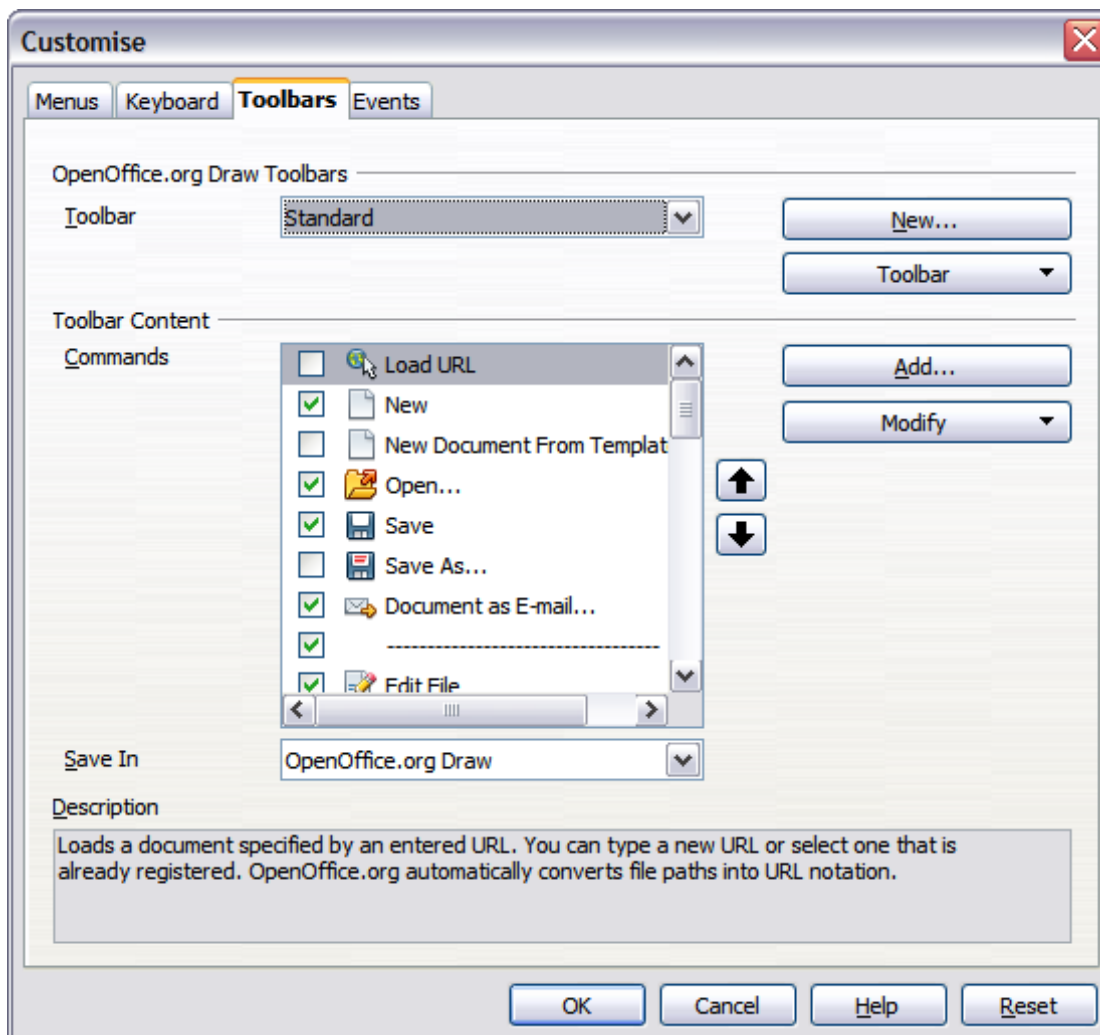 Customise
Menus Keyboard Toolbars Events
OpenOffice.org Draw Toolbars
Toolbar Standard New...
Toolbar
Toolbar Content
Commands Load URL Add...
New Modify
New Document From Templat
Open...
Save
Save As...
Document as E-mail...
----------------------------------
Edit File
Save In OpenOffice.org Draw
Description
Loads a document specified by an entered URL. You can type a new URL or select one that is
already registered. OpenOffice.org automatically converts file paths into URL notation.
OK Cancel Help Reset